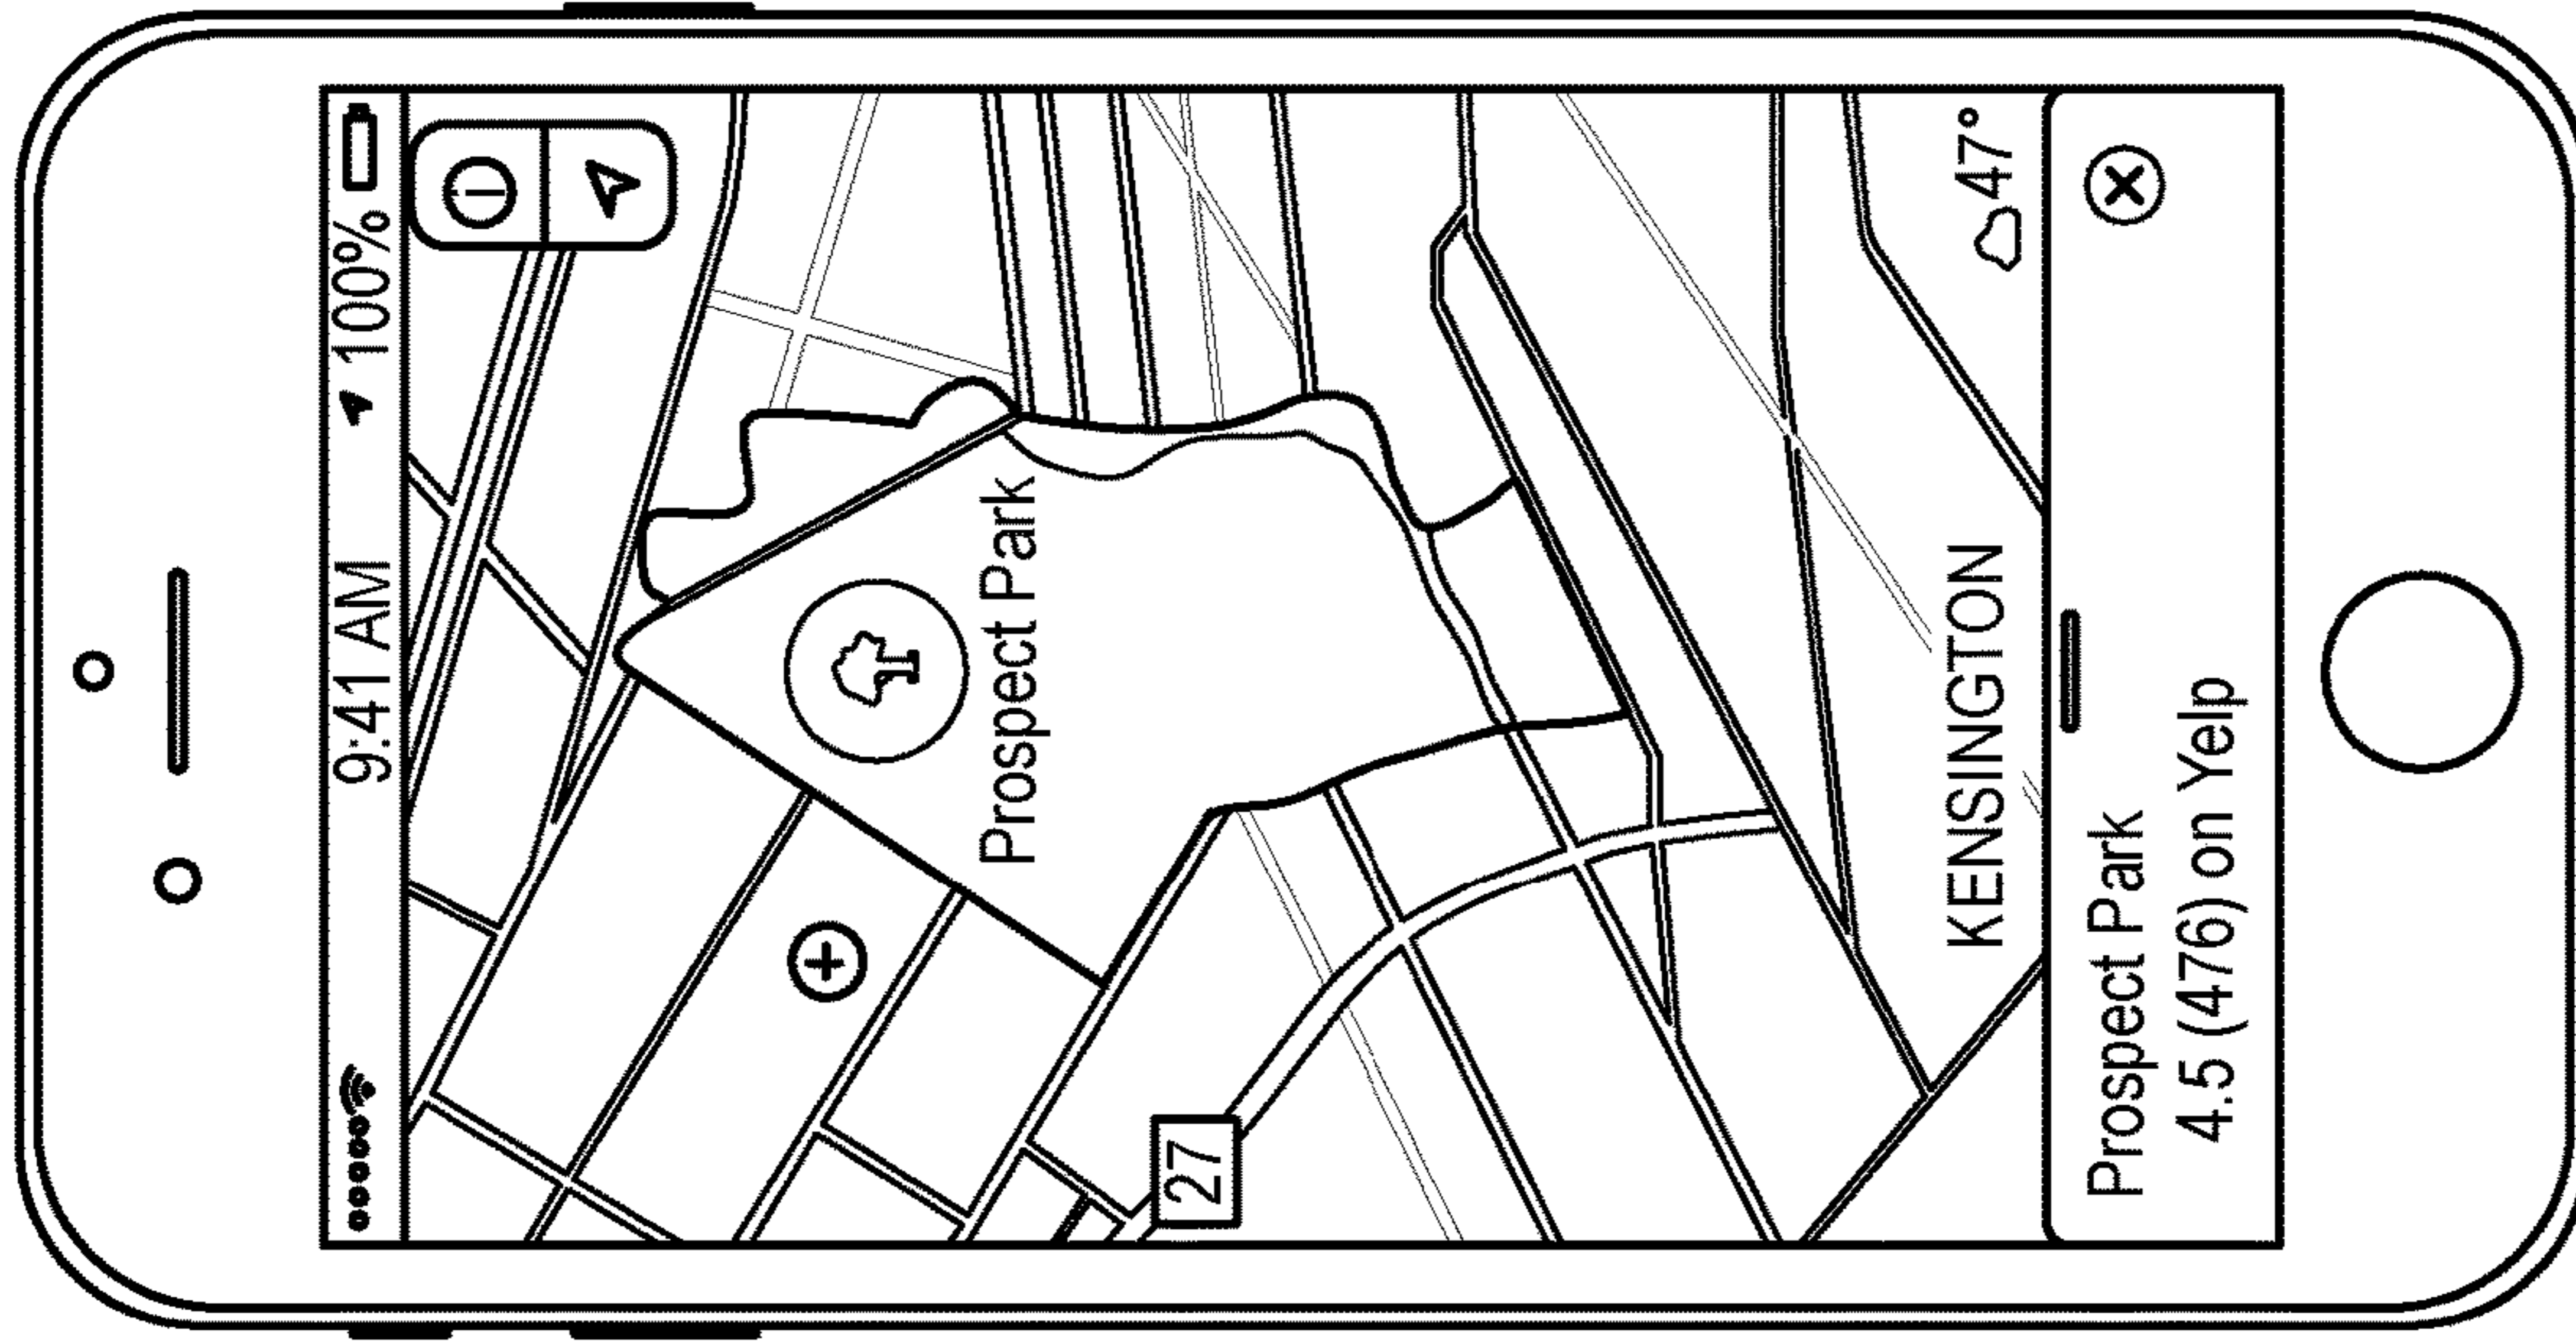 9:41 AM
100%
Prospect Park
27
KENSINGTON
47°
Prospect Park
4.5 (476) on Yelp